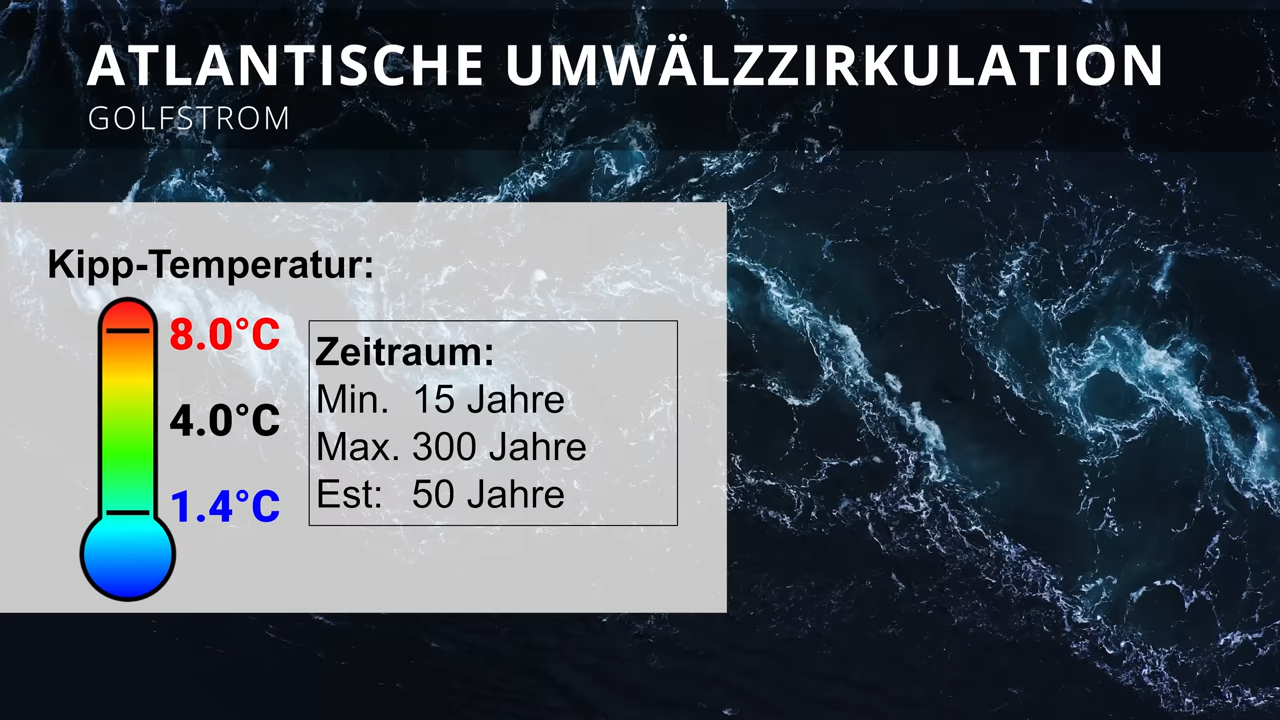 ATLANTISCHE UMWÄLZZIRKULATION
GOLFSTROM
Kipp-Temperatur:
8.0°C
4.0°C
1.4°C
Zeitraum:
Min. 15 Jahre
Max. 300 Jahre
Est: 50 Jahre